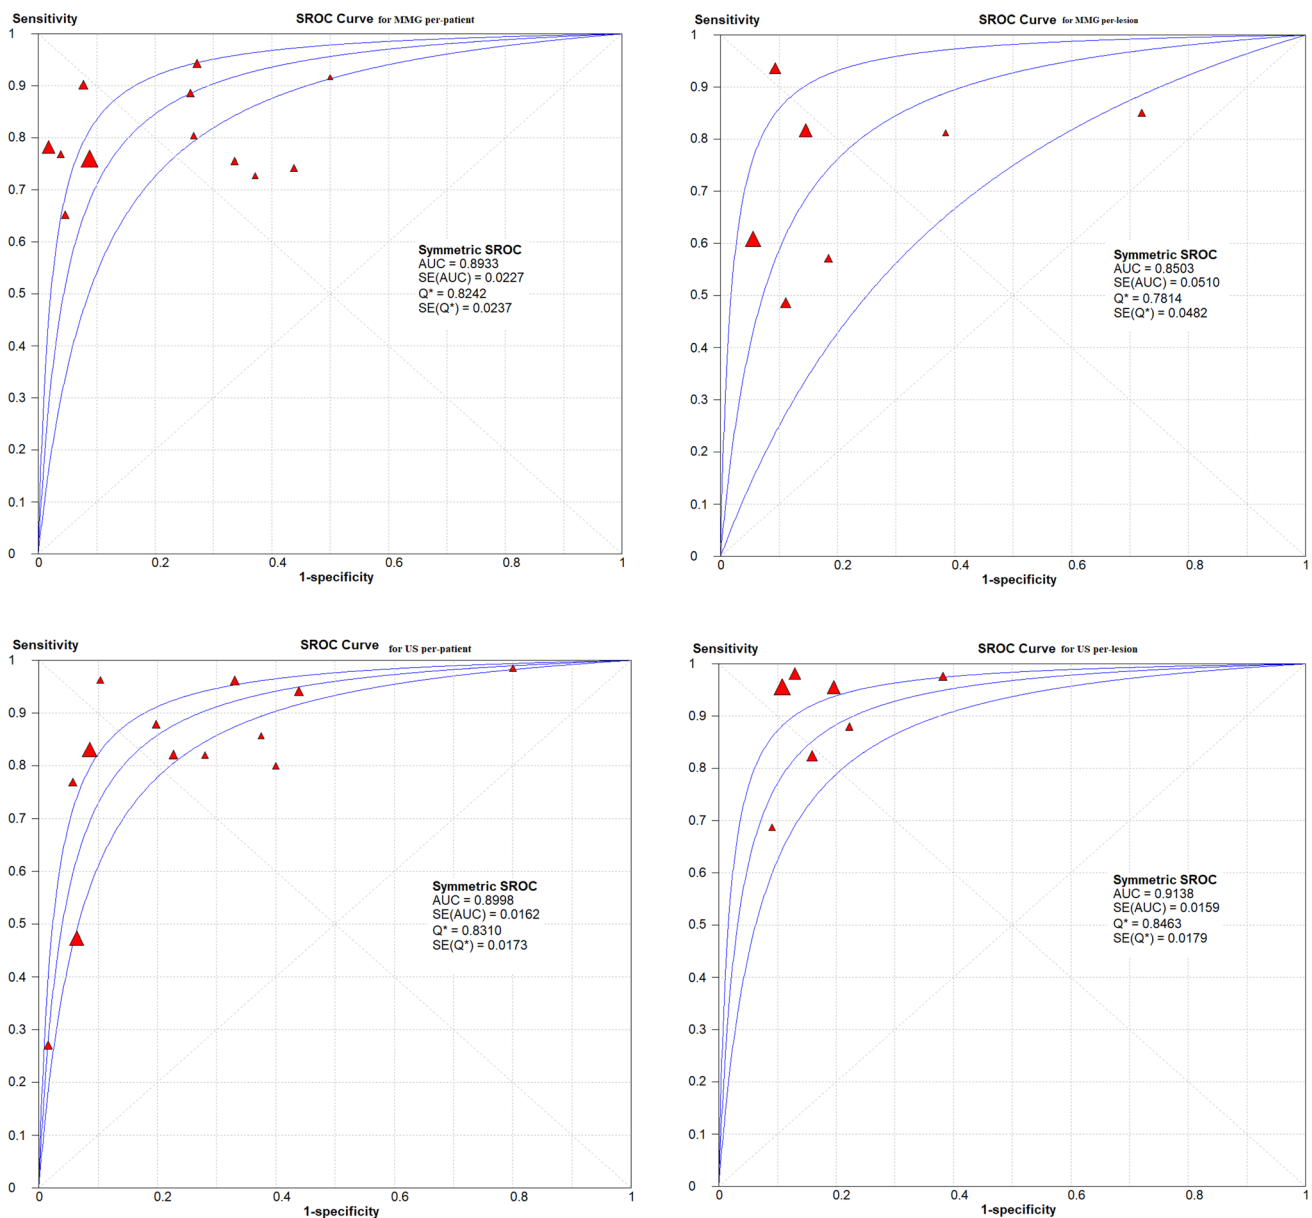 Sensitivity
SROC Curve for MMG per-patient
1
0.9
0.8
0.7
0.6
0.5
0.4
0.3
0.2
0.1
0
Symmetric SROC
AUC = 0.8933
SE(AUC) = 0.0227
Q* = 0.8242
SE(Q*) = 0.0237
0 0.2 0.4 0.6 0.8 1
1-specificity
Sensitivity
SROC Curve for MMG per-lesion
1
0.9
0.8
0.7
0.6
0.5
0.4
0.3
0.2
0.1
0
Symmetric SROC
AUC = 0.8503
SE(AUC) = 0.0510
Q* = 0.7814
SE(Q*) = 0.0482
0 0.2 0.4 0.6 0.8 1
1-specificity
Sensitivity
SROC Curve for US per-patient
1
0.9
0.8
0.7
0.6
0.5
0.4
0.3
0.2
0.1
0
Symmetric SROC
AUC = 0.8998
SE(AUC) = 0.0162
Q* = 0.8310
SE(Q*) = 0.0173
0 0.2 0.4 0.6 0.8 1
1-specificity
Sensitivity
SROC Curve for US per-lesion
1
0.9
0.8
0.7
0.6
0.5
0.4
0.3
0.2
0.1
0
Symmetric SROC
AUC = 0.9138
SE(AUC) = 0.0159
Q* = 0.8463
SE(Q*) = 0.0179
0 0.2 0.4 0.6 0.8 1
1-specificity